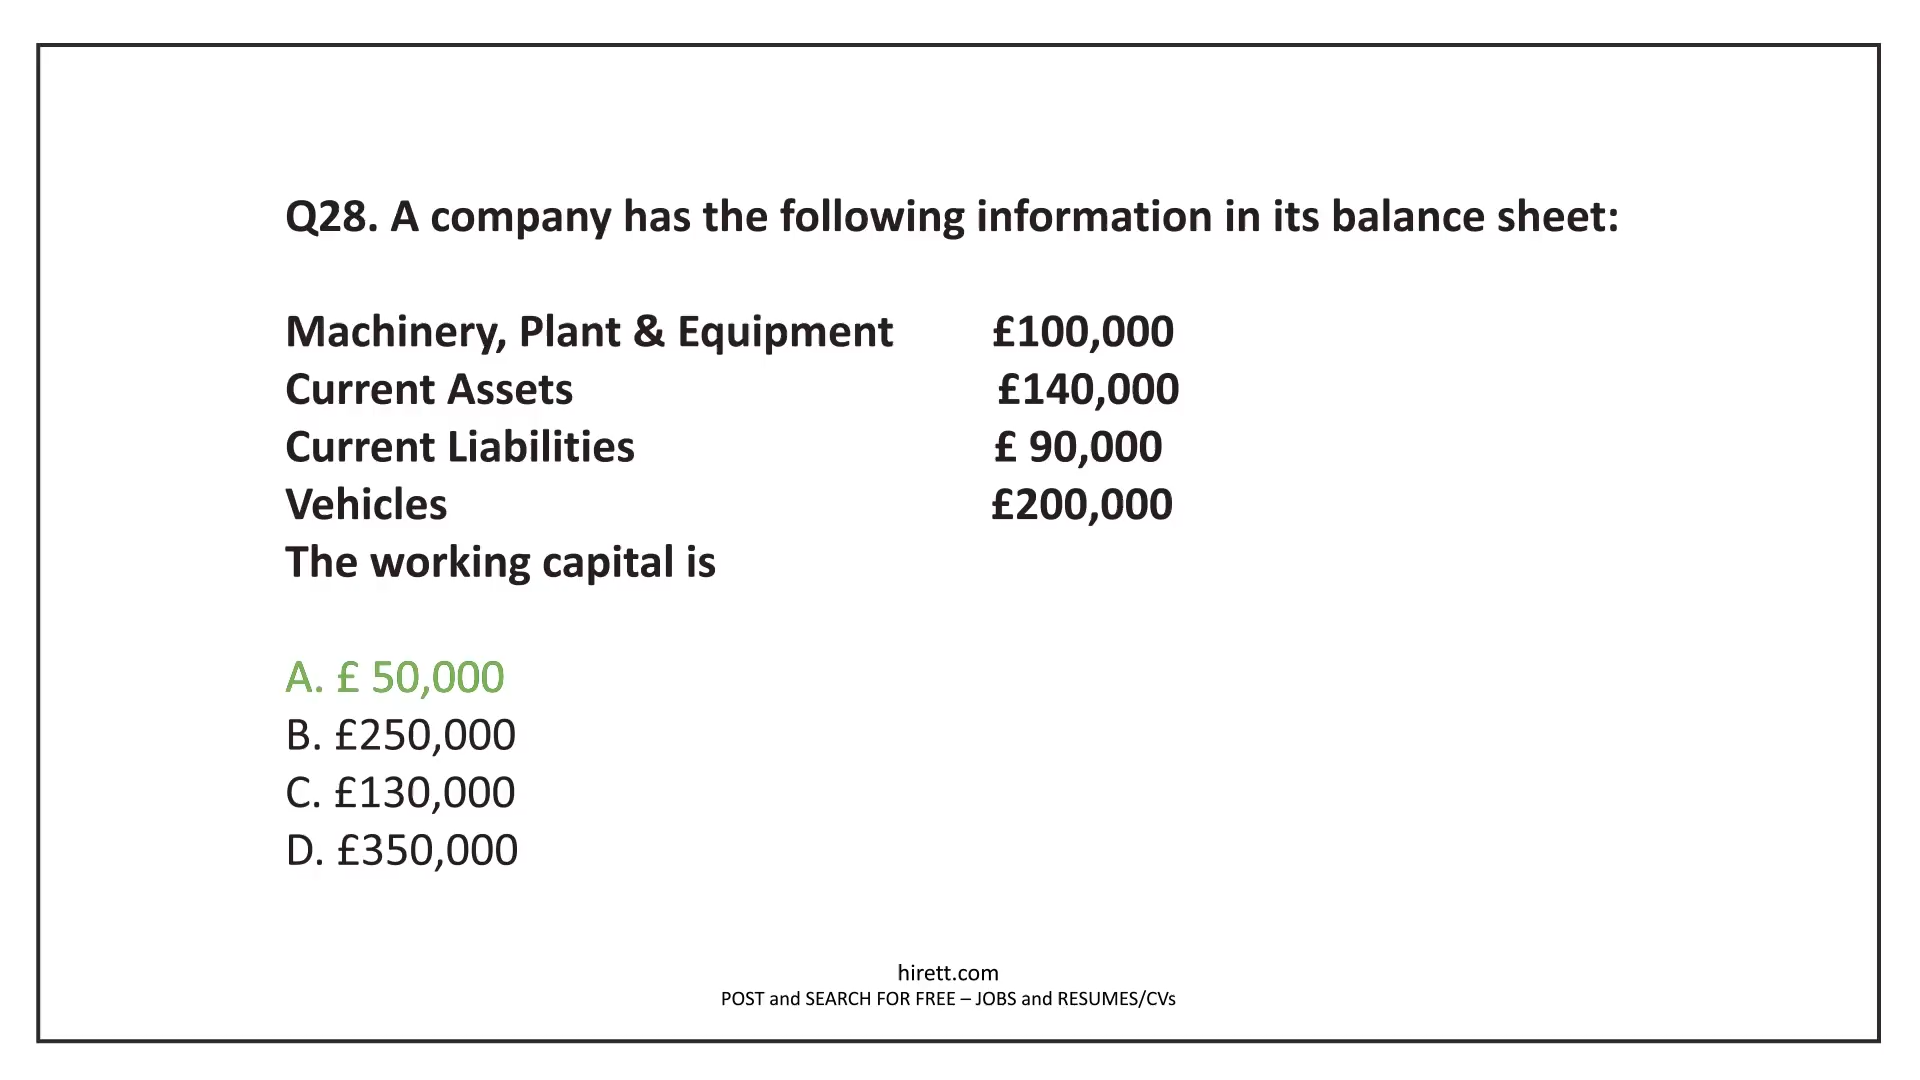 Q28. A company has the following information in its balance sheet:
Machinery, Plant & Equipment £100,000
Current Assets £140,000
Current Liabilities £ 90,000
Vehicles £200,000
The working capital is
A. £ 50,000
B. £250,000
C. £130,000
D. £350,000
hirett.com
POST and SEARCH FOR FREE – JOBS and RESUMES/CVs